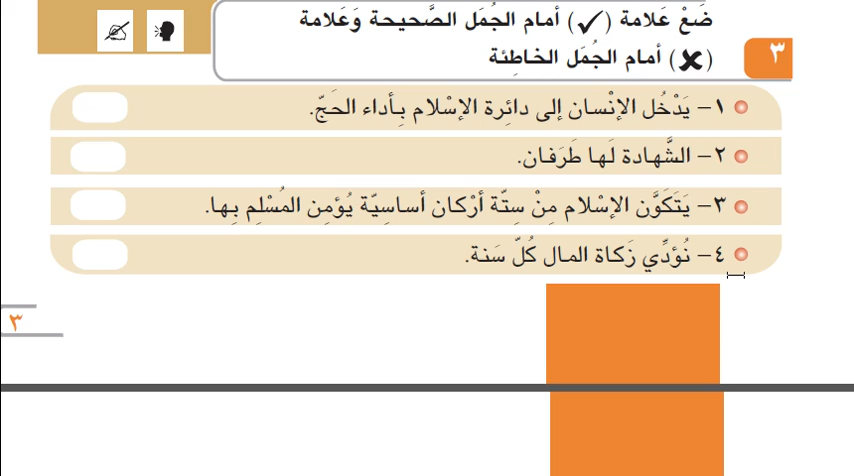 ٣
ضَعْ عَلامة (✓) أمام الجُمَل الصَّحيحة وَعَلامة
(✗) أمام الجُمَل الخاطِئة
١- يَدْخُل الإنْسان إلى دائِرة الإسْلام بِأداء الحَجّ.
٢- الشَّهادة لَها طَرَفان.
٣- يَتَكَوَّن الإسْلام مِنْ سِتّة أرْكان أساسِيّة يُؤمِن المُسْلِم بِها.
٤- نُؤدِّي زَكاة المال كُلّ سَنة.
٣